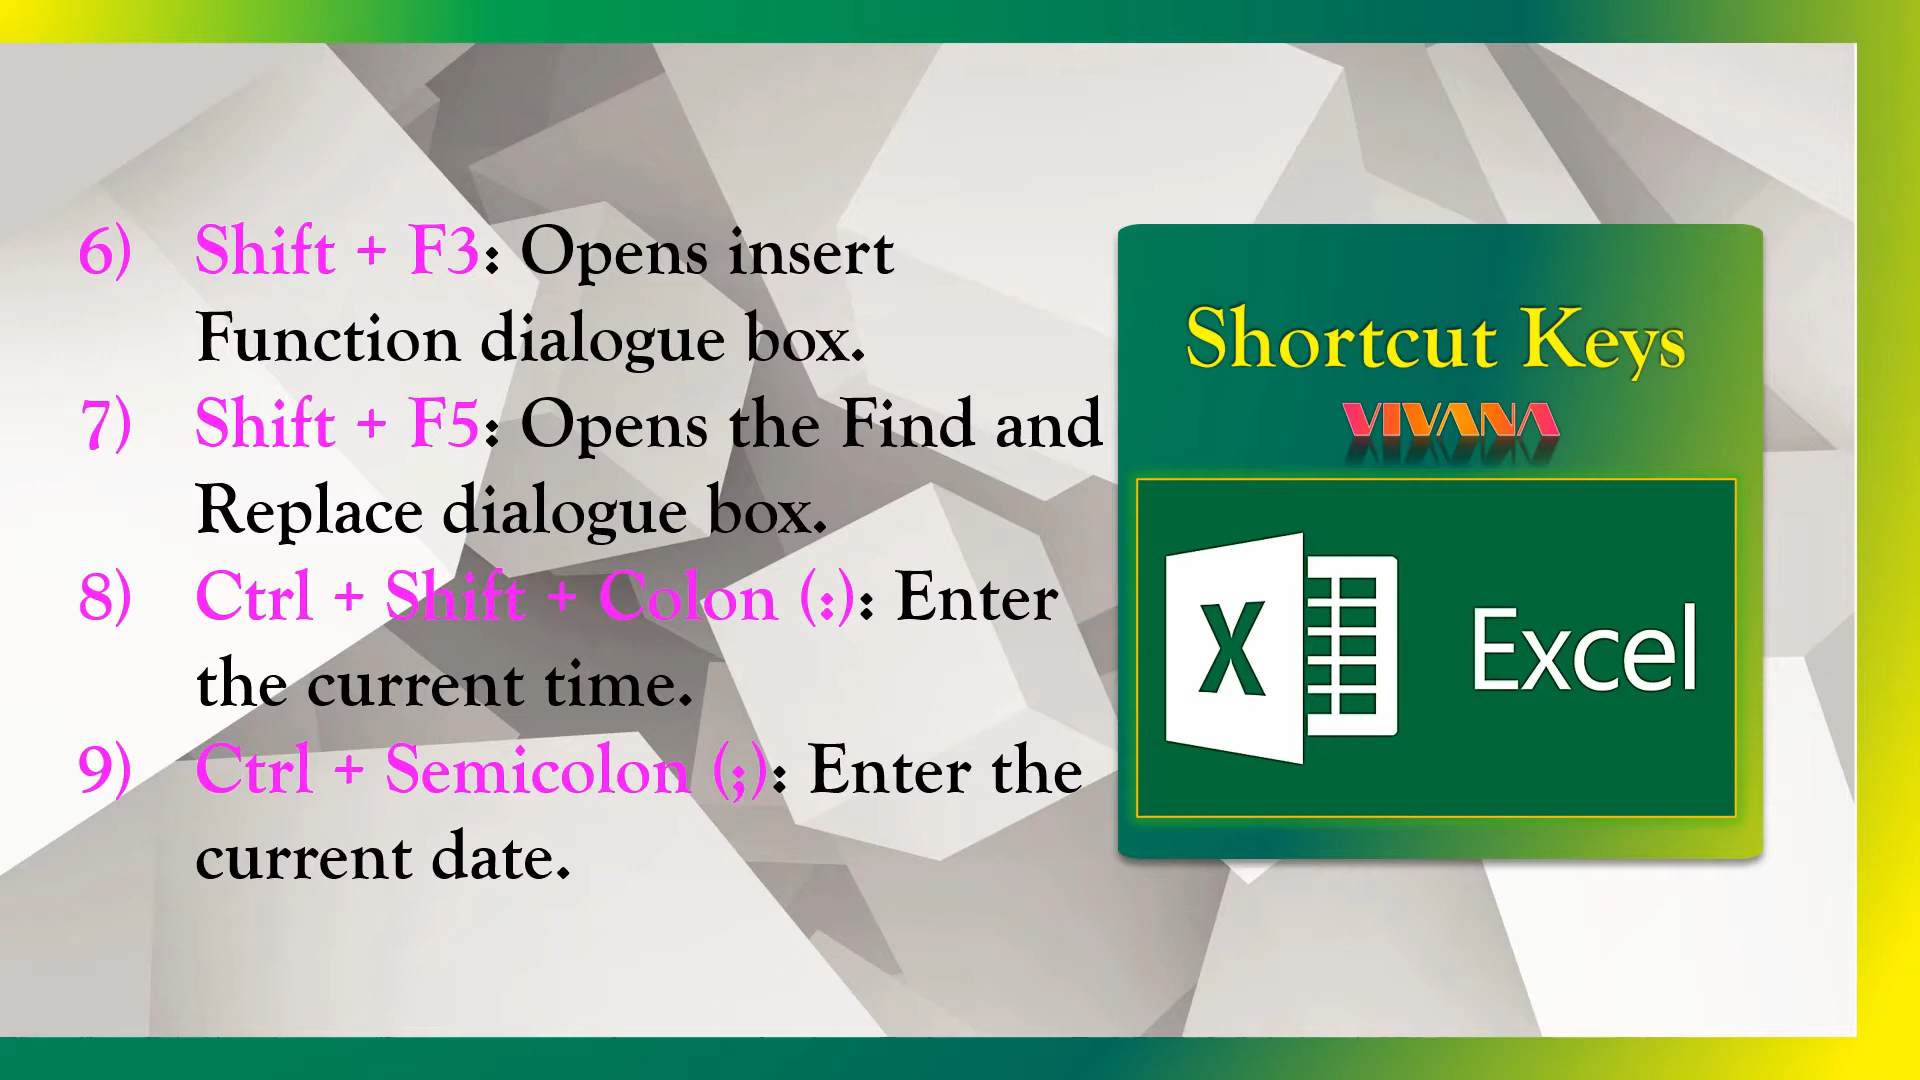 6) Shift + F3: Opens insert
Function dialogue box.
7) Shift + F5: Opens the Find and
Replace dialogue box.
8) Ctrl + Shift + Colon (:): Enter
the current time.
9) Ctrl + Semicolon (;): Enter the
current date.
Shortcut Keys
VIVANA
X
Excel